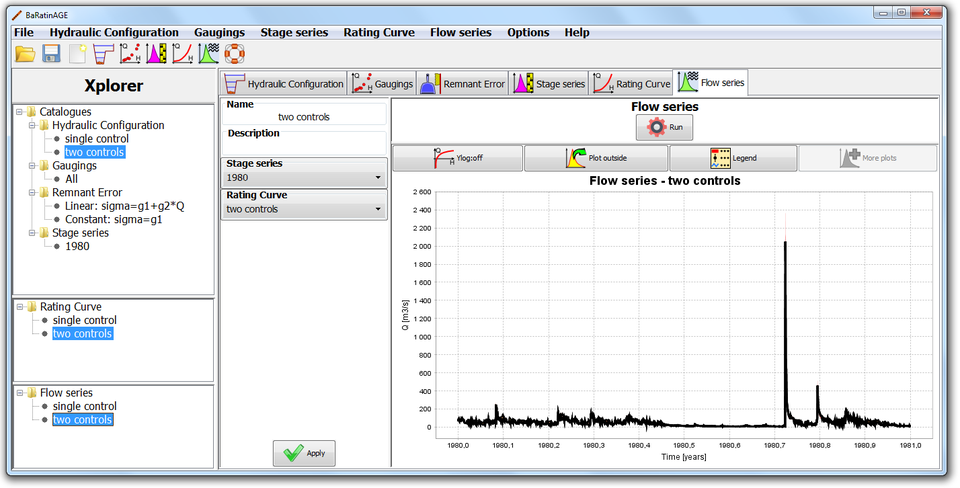 BaRatinAGE
File Hydraulic Configuration Gaugings Stage series Rating Curve Flow series Options Help
Xplorer
Catalogues
Hydraulic Configuration
single control
two controls
Gaugings
All
Remnant Error
Linear: sigma=g1+g2*Q
Constant: sigma=g1
Stage series
1980
Rating Curve
single control
two controls
Flow series
single control
two controls
Hydraulic Configuration Gaugings Remnant Error Stage series Rating Curve Flow series
Name
two controls
Description
Stage series
1980
Rating Curve
two controls
Apply
Flow series
Run
Ylog:off Plot outside Legend More plots
Flow series - two controls
Q [m3/s]
2 600
2 400
2 200
2 000
1 800
1 600
1 400
1 200
1 000
800
600
400
200
0
1980,0 1980,1 1980,2 1980,3 1980,4 1980,5 1980,6 1980,7 1980,8 1980,9 1981,0
Time [years]